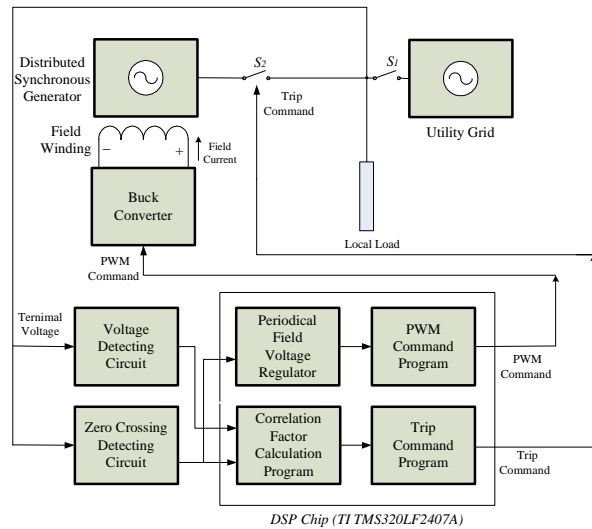 Distributed
Synchronous
Generator
S2
Trip
Command
S1
Utility Grid
Field
Winding
−
+
Field
Current
Buck
Converter
Local Load
PWM
Command
Ternimal
Voltage
Voltage
Detecting
Circuit
Periodical
Field
Voltage
Regulator
PWM
Command
Program
PWM
Command
Zero Crossing
Detecting
Circuit
Correlation
Factor
Calculation
Program
Trip
Command
Program
Trip
Command
DSP Chip (TI TMS320LF2407A)